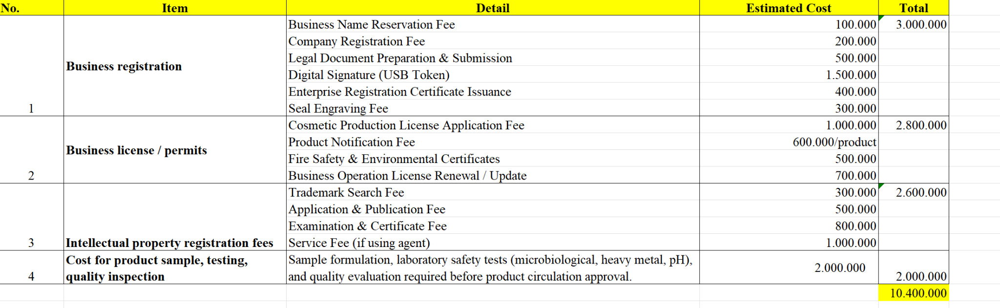 No. Item Detail Estimated Cost Total
Business Name Reservation Fee 100.000 3.000.000
Company Registration Fee 200.000
Legal Document Preparation & Submission 500.000
Business registration
Digital Signature (USB Token) 1.500.000
Enterprise Registration Certificate Issuance 400.000
1 Seal Engraving Fee 300.000
Cosmetic Production License Application Fee 1.000.000 2.800.000
Product Notification Fee 600.000/product
Business license / permits
Fire Safety & Environmental Certificates 500.000
2 Business Operation License Renewal / Update 700.000
Trademark Search Fee 300.000 2.600.000
Application & Publication Fee 500.000
Examination & Certificate Fee 800.000
3 Intellectual property registration fees Service Fee (if using agent) 1.000.000
Cost for product sample, testing, Sample formulation, laboratory safety tests (microbiological, heavy metal, pH),
2.000.000
4 quality inspection and quality evaluation required before product circulation approval. 2.000.000
10.400.000